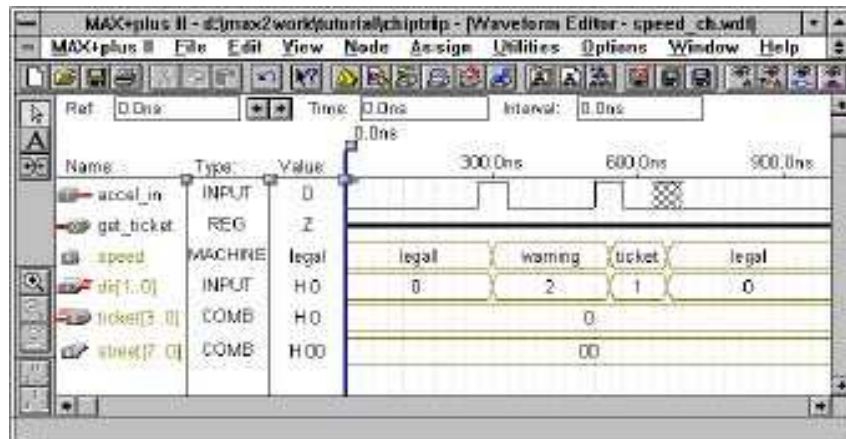 MAX+plus II - d:\max2work\tutorial\chiptrip - [Waveform Editor - speed_ch.wdf]
MAX+plus II File Edit View Node Assign Utilities Options Window Help
Ref: 0.0ns Time: 0.0ns Interval: 0.0ns
0.0ns
Name: Type: Value: 300.0ns 600.0ns 900.0ns
accel_in INPUT 0
get_ticket REG Z
speed MACHINE legal legal warning ticket legal
dir[1..0] INPUT H 0 0 2 1 0
ticket[3..0] COMB H 0 0
street[7..0] COMB H 00 00